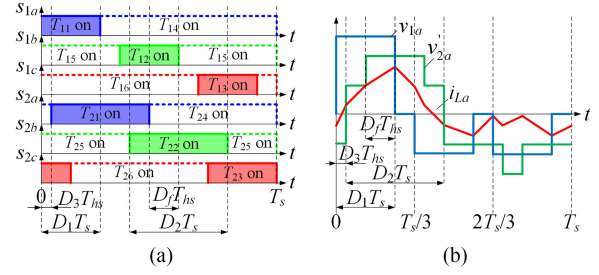 s1a T11 on T14 on t
s1b T15 on T12 on T15 on t
s1c T16 on T13 on t
s2a T21 on T24 on t
s2b T25 on T22 on T25 on t
s2c T26 on T23 on t
0 D3Ths DfThs Ts
D1Ts D2Ts
(a)
v1a
v'2a
iLa
t
DfThs
D3Ths
D2Ts
D1Ts
0 Ts/3 2Ts/3 Ts
(b)